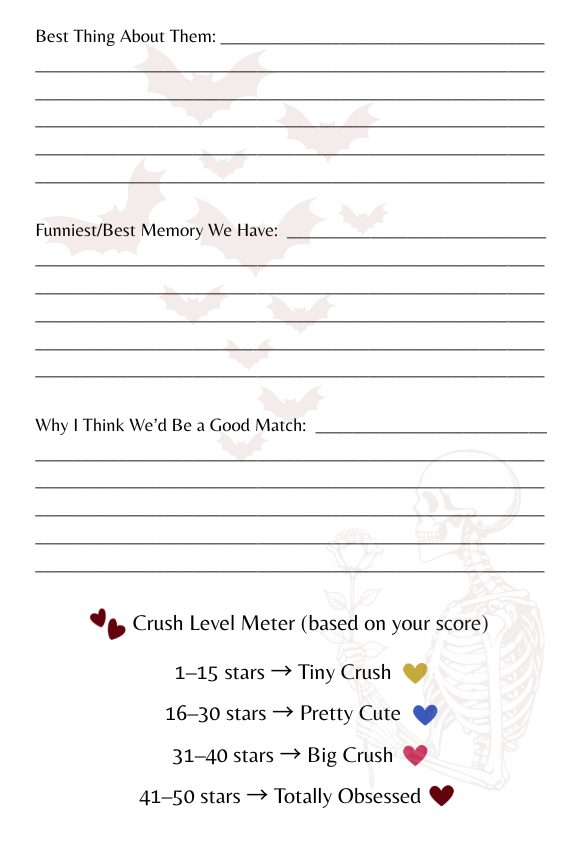 Best Thing About Them:
Funniest/Best Memory We Have:
Why I Think We’d Be a Good Match:
Crush Level Meter (based on your score)
1–15 stars → Tiny Crush
16–30 stars → Pretty Cute
31–40 stars → Big Crush
41–50 stars → Totally Obsessed